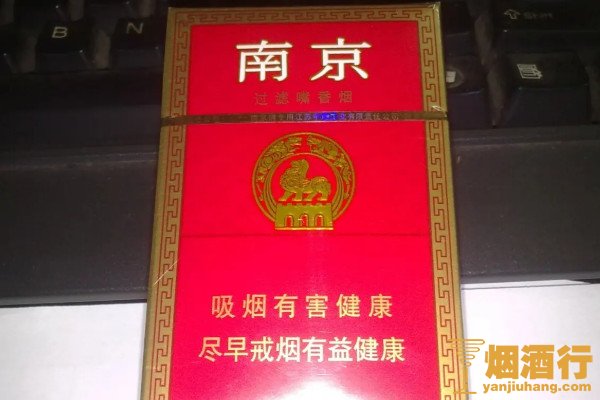 B
N
Shift
南京
过滤嘴香烟
吸烟有害健康
尽早戒烟有益健康
烟酒行
yanjiuhang.com